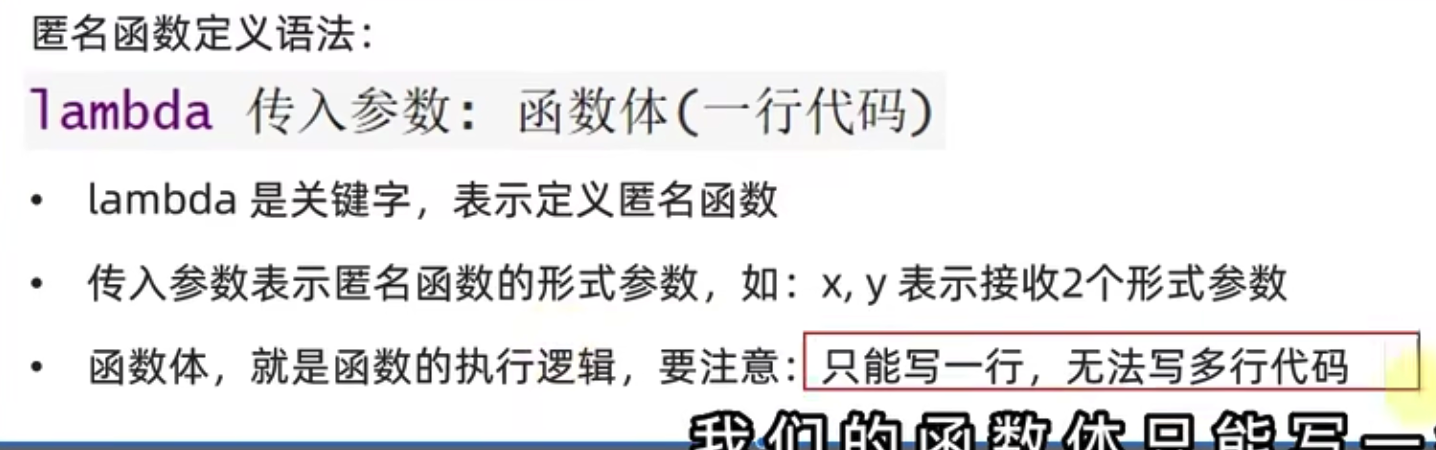 匿名函数定义语法：
lambda 传入参数: 函数体(一行代码)
• lambda 是关键字，表示定义匿名函数
• 传入参数表示匿名函数的形式参数，如：x, y 表示接收2个形式参数
• 函数体，就是函数的执行逻辑，要注意：只能写一行，无法写多行代码
我们的函数体只能写一